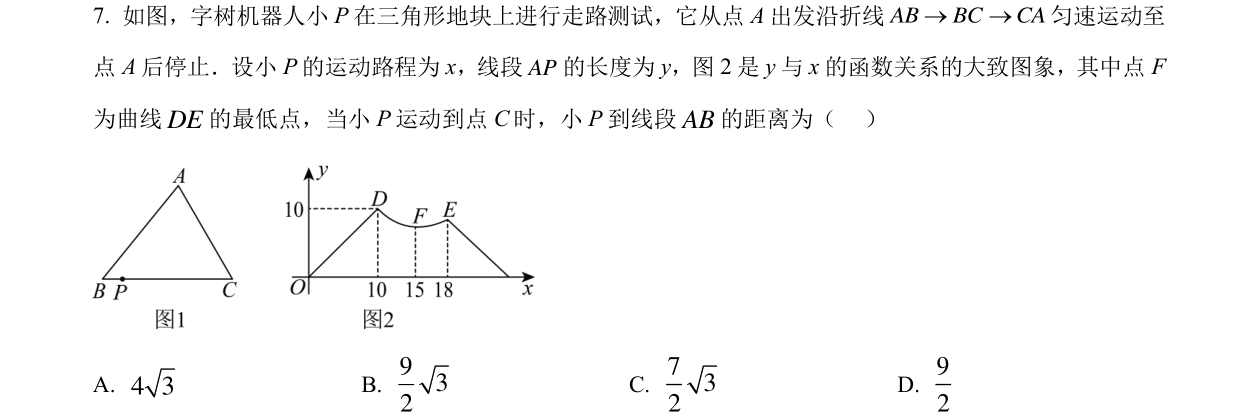 7. 如图，字树机器人小 P 在三角形地块上进行走路测试，它从点 A 出发沿折线 AB → BC → CA 匀速运动至
点 A 后停止．设小 P 的运动路程为 x，线段 AP 的长度为 y，图 2 是 y 与 x 的函数关系的大致图象，其中点 F
为曲线 DE 的最低点，当小 P 运动到点 C 时，小 P 到线段 AB 的距离为（　）
A
B P C
图1
y
10 D F E
O 10 15 18 x
图2
A. 4√3 B. 9/2 √3 C. 7/2 √3 D. 9/2